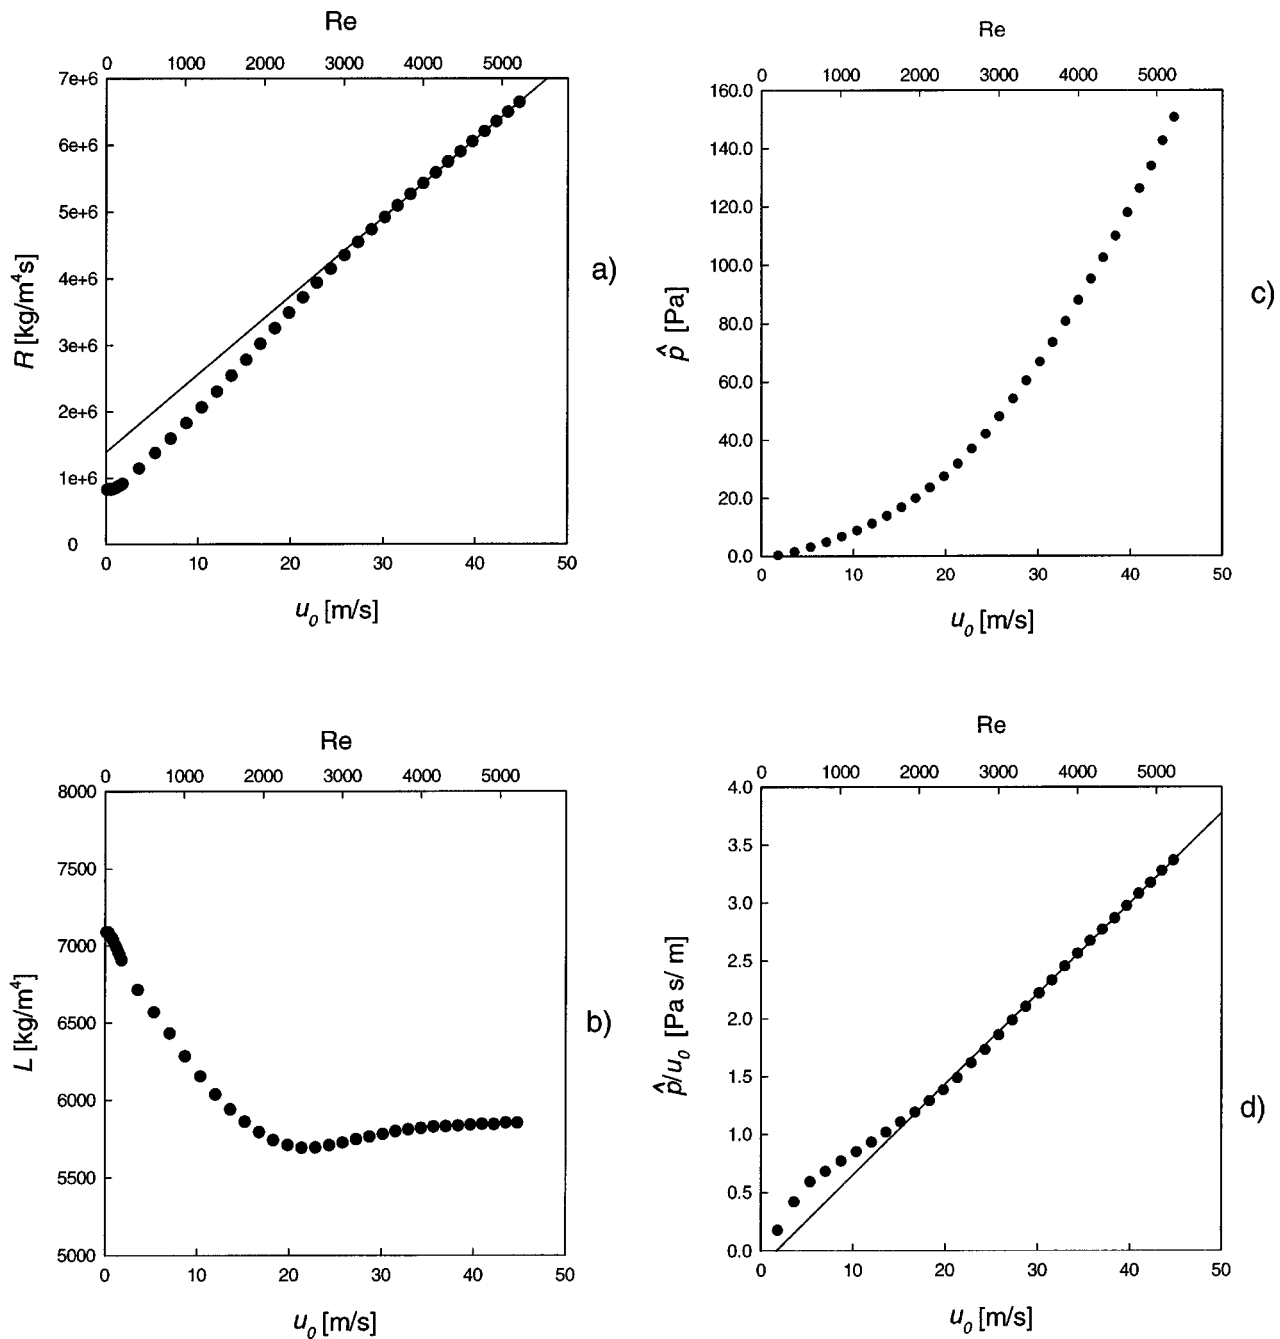 Re
0 1000 2000 3000 4000 5000
7e+6
6e+6
5e+6
4e+6
3e+6
2e+6
1e+6
0
R [kg/m⁴s]
0 10 20 30 40 50
u₀ [m/s]
a)
Re
0 1000 2000 3000 4000 5000
160.0
140.0
120.0
100.0
80.0
60.0
40.0
20.0
0.0
p̂ [Pa]
0 10 20 30 40 50
u₀ [m/s]
c)
Re
0 1000 2000 3000 4000 5000
8000
7500
7000
6500
6000
5500
5000
L [kg/m⁴]
0 10 20 30 40 50
u₀ [m/s]
b)
Re
0 1000 2000 3000 4000 5000
4.0
3.5
3.0
2.5
2.0
1.5
1.0
0.5
0.0
p̂/u₀ [Pa s/ m]
0 10 20 30 40 50
u₀ [m/s]
d)